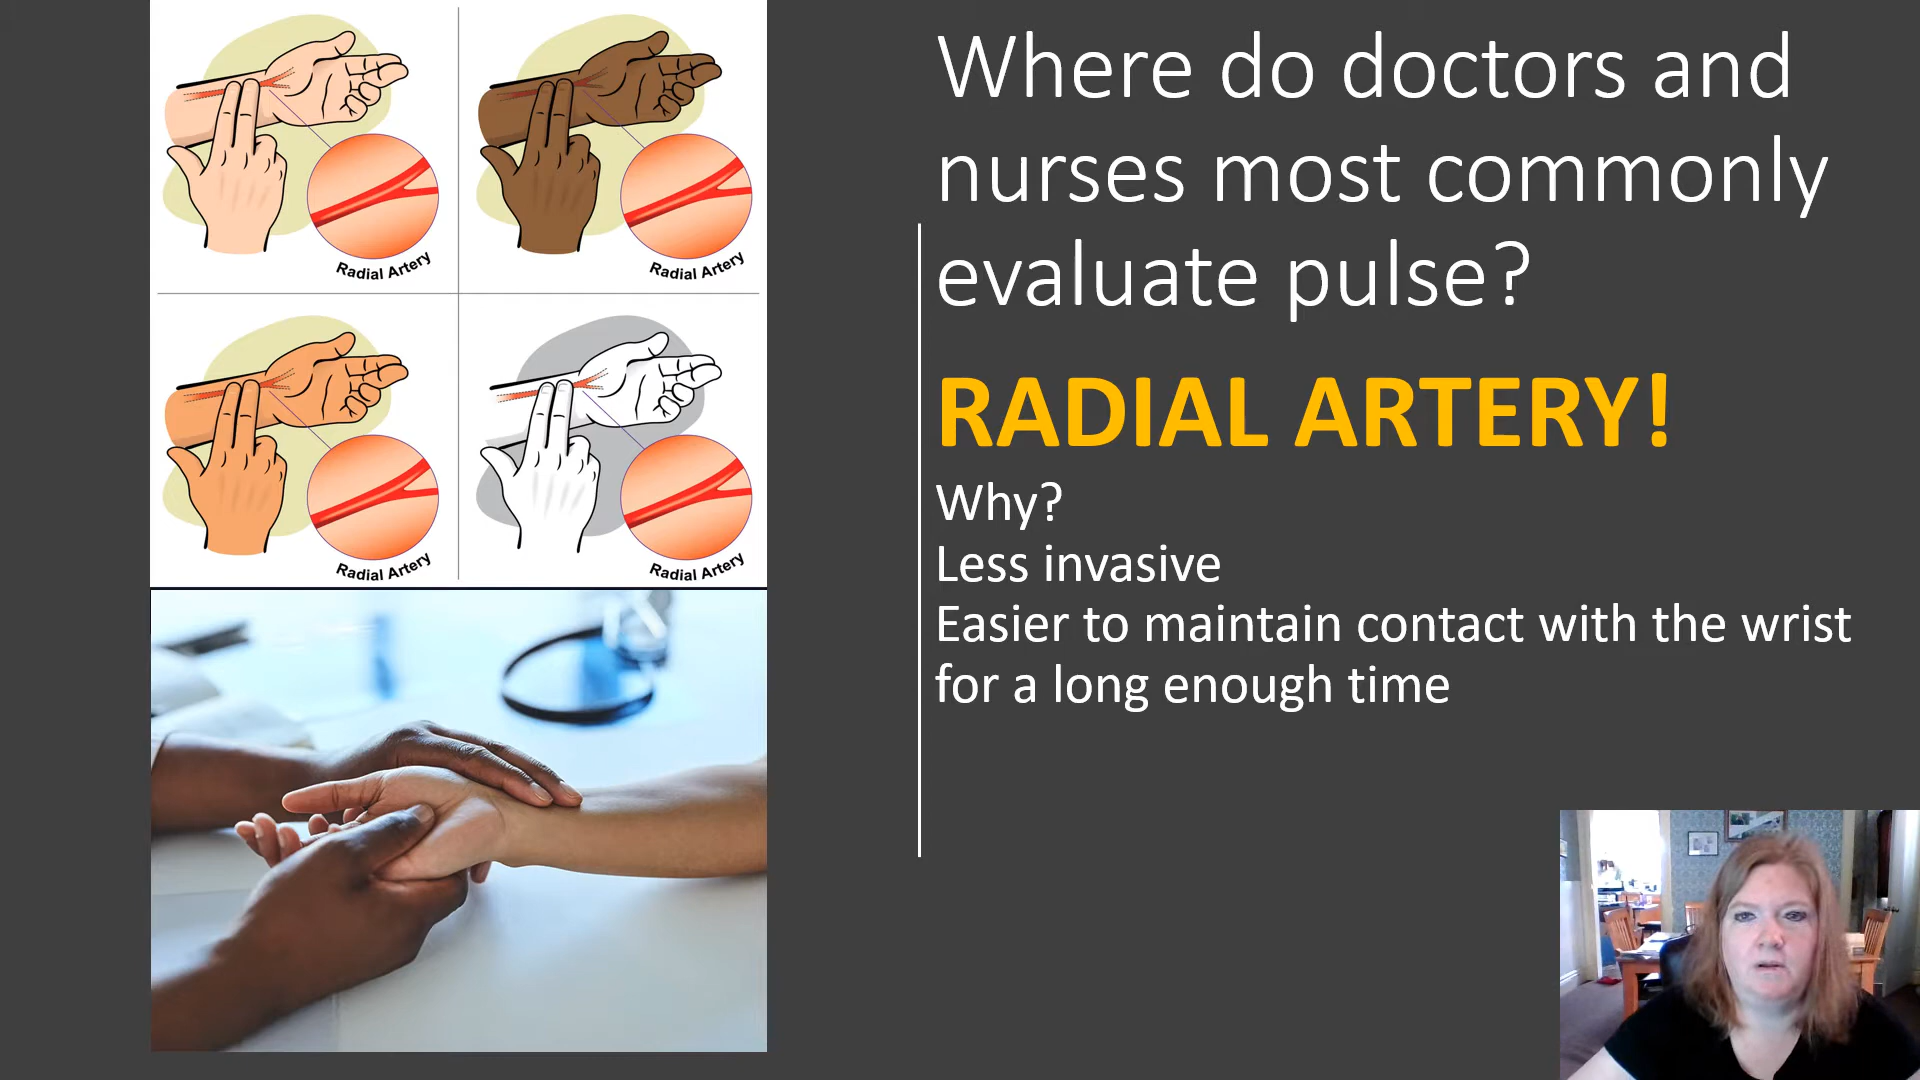 Radial Artery
Radial Artery
Radial Artery
Radial Artery
Where do doctors and
nurses most commonly
evaluate pulse?
RADIAL ARTERY!
Why?
Less invasive
Easier to maintain contact with the wrist
for a long enough time